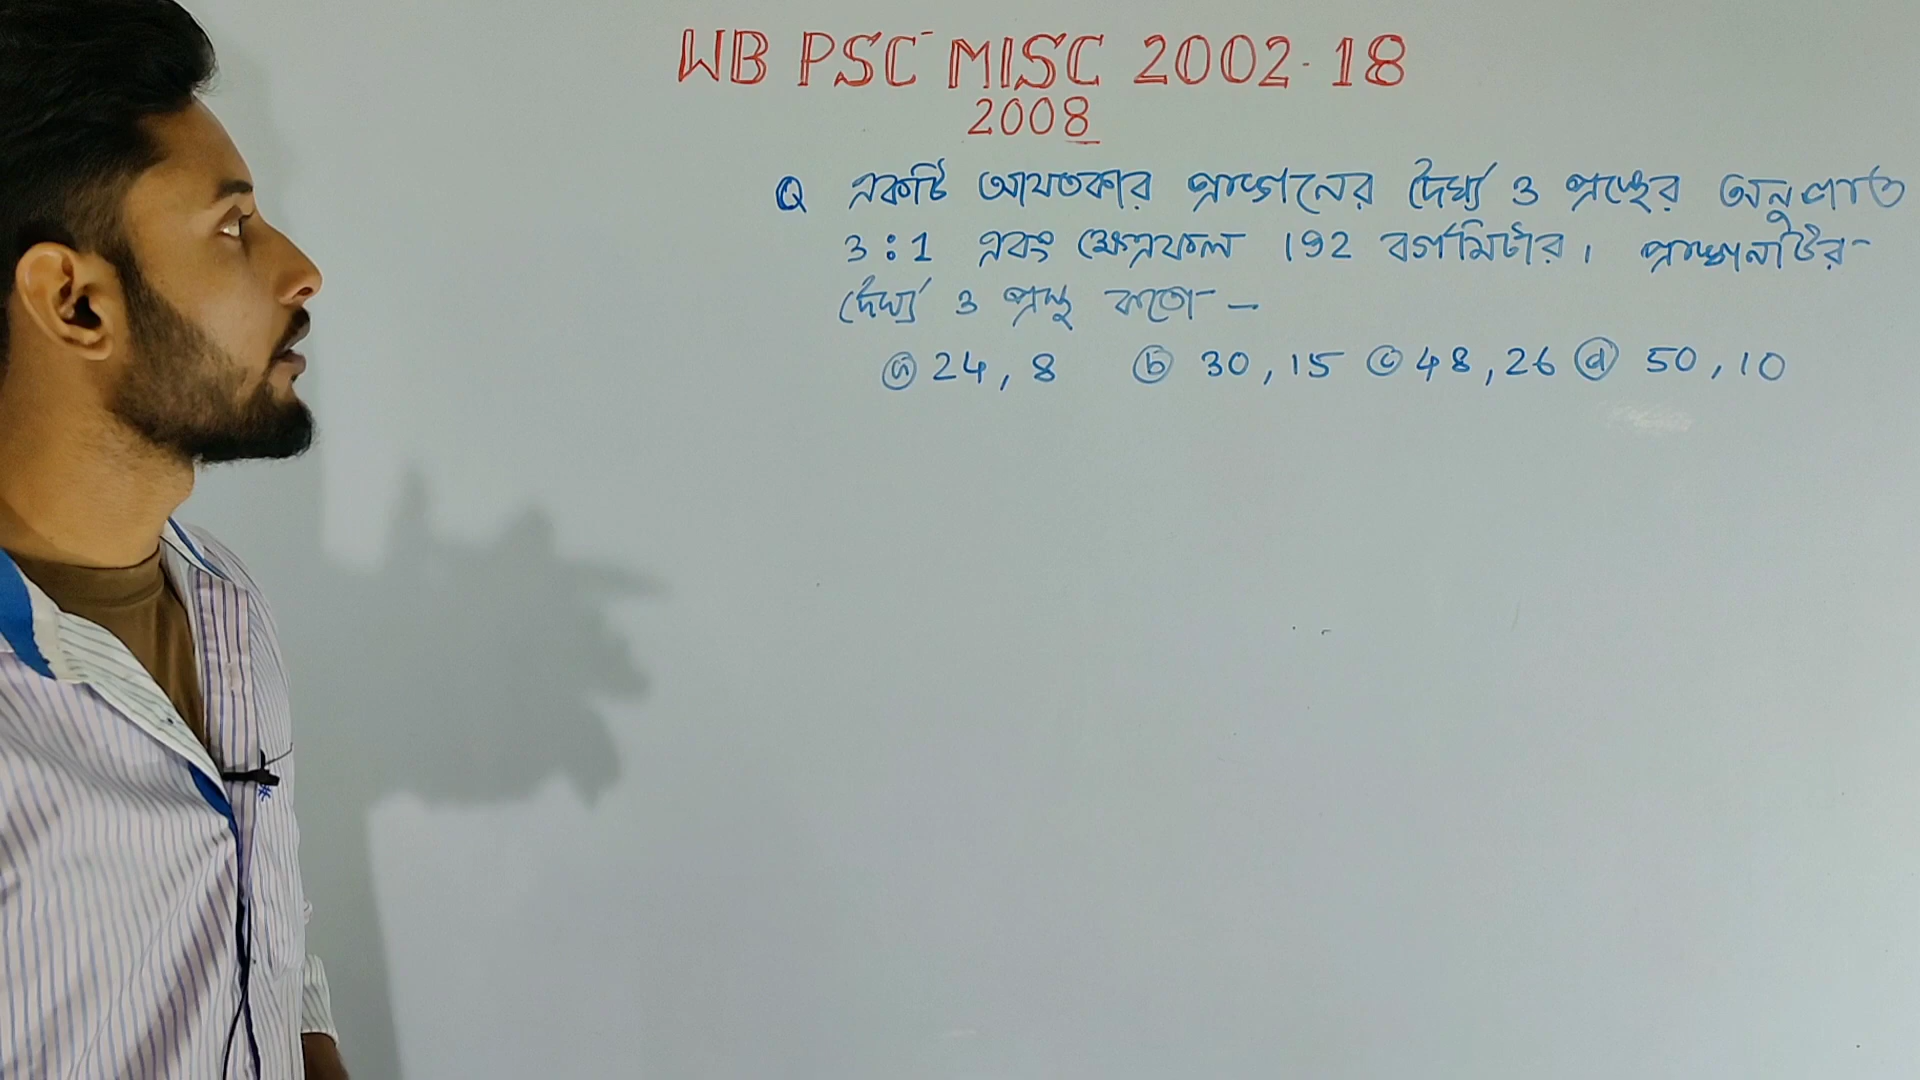 WB PSC MISC 2002-18
2008
Q একটি আয়তকার প্রাঙ্গনের দৈর্ঘ্য ও প্রস্থের অনুপাত
3:1 এবং ক্ষেত্রফল 192 বর্গমিটার। প্রাঙ্গনটির
দৈর্ঘ্য ও প্রস্থ কতো -
ⓐ 24, 8 ⓑ 30, 15 ⓒ 48, 26 ⓓ 50, 10